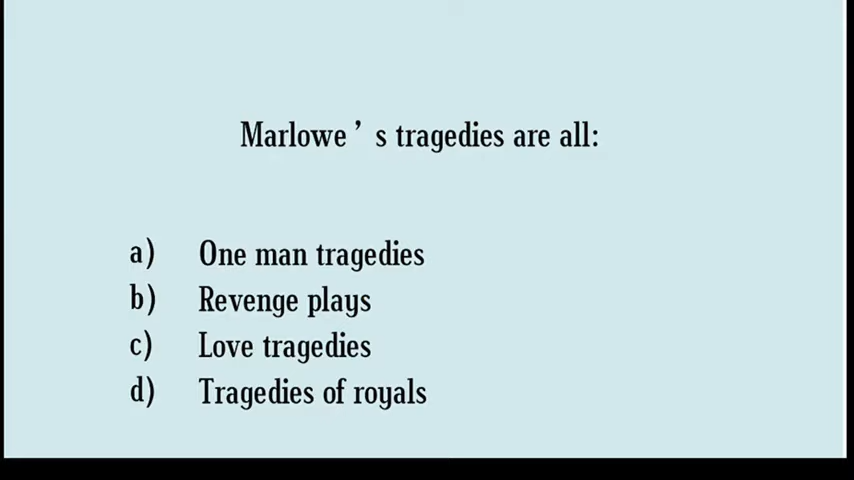 Marlowe’s tragedies are all:
a) One man tragedies
b) Revenge plays
c) Love tragedies
d) Tragedies of royals